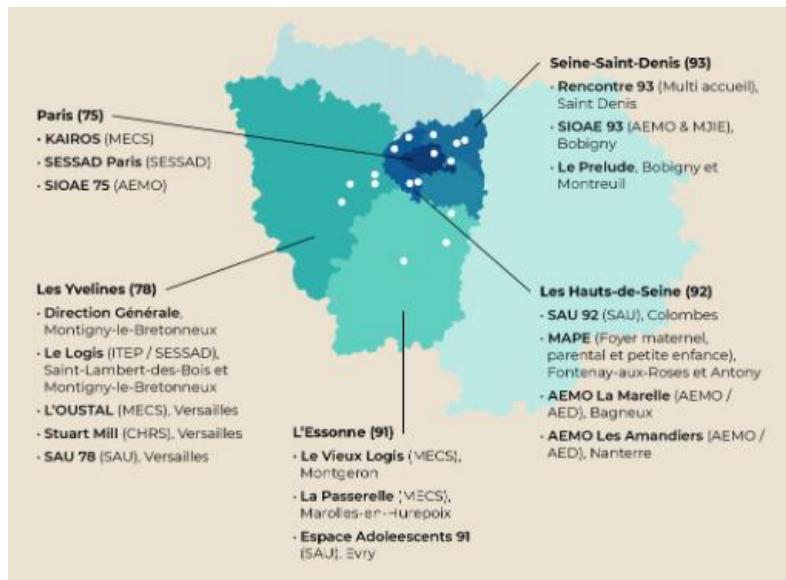 Paris (75)
• KAIROS (MECS)
• SESSAD Paris (SESSAD)
• SIOAE 75 (AEMO)
Seine-Saint-Denis (93)
• Rencontre 93 (Multi accueil),
Saint Denis
• SIOAE 93 (AEMO & MJIE),
Bobigny
• Le Prelude, Bobigny et
Montreuil
Les Yvelines (78)
• Direction Générale,
Montigny-le-Bretonneux
• Le Logis (ITEP / SESSAD),
Saint-Lambert-des-Bois et
Montigny-le-Bretonneux
• L'OUSTAL (MECS), Versailles
• Stuart Mill (CHRS), Versailles
• SAU 78 (SAU), Versailles
L'Essonne (91)
• Le Vieux Logis (MECS),
Montgeron
• La Passerelle (MECS),
Marolles-en-Hurepoix
• Espace Adoleescents 91
(SAU), Evry
Les Hauts-de-Seine (92)
• SAU 92 (SAU), Colombes
• MAPE (Foyer maternel,
parental et petite enfance),
Fontenay-aux-Roses et Antony
• AEMO La Marelle (AEMO /
AED), Bagneux
• AEMO Les Amandiers (AEMO /
AED), Nanterre